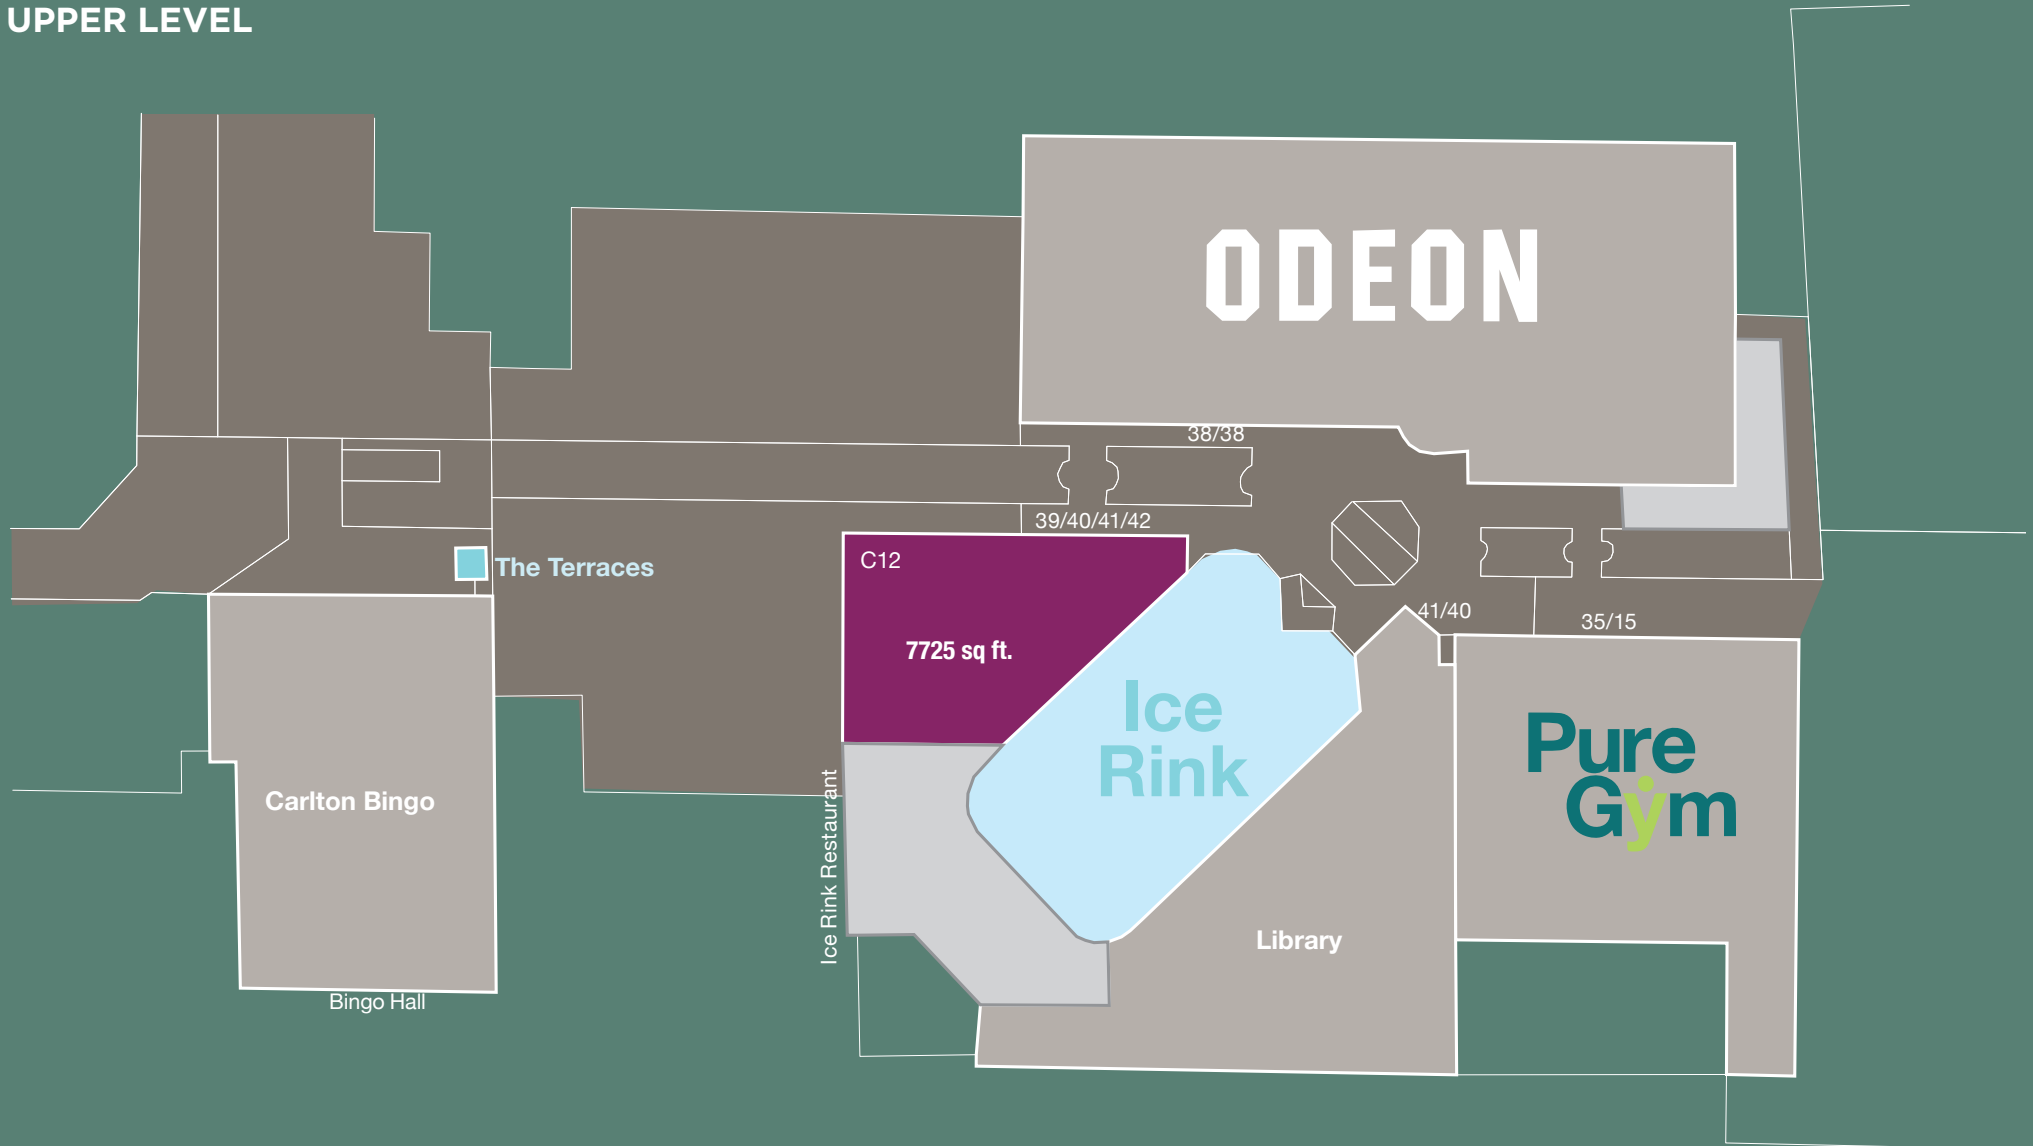 UPPER LEVEL
ODEON
38/38
39/40/41/42
C12
The Terraces
41/40
35/15
7725 sq ft.
Ice
Rink
Pure
Gym
Carlton Bingo
Ice Rink Restaurant
Library
Bingo Hall